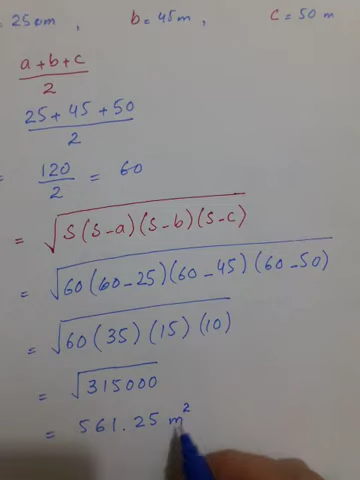 = 25cm , b = 45m , c = 50 m
a + b + c / 2
25 + 45 + 50 / 2
= 120 / 2 = 60
= √S(S-a)(S-b)(S-c)
= √60(60-25)(60-45)(60-50)
= √60(35)(15)(10)
= √315000
= 561.25 m²